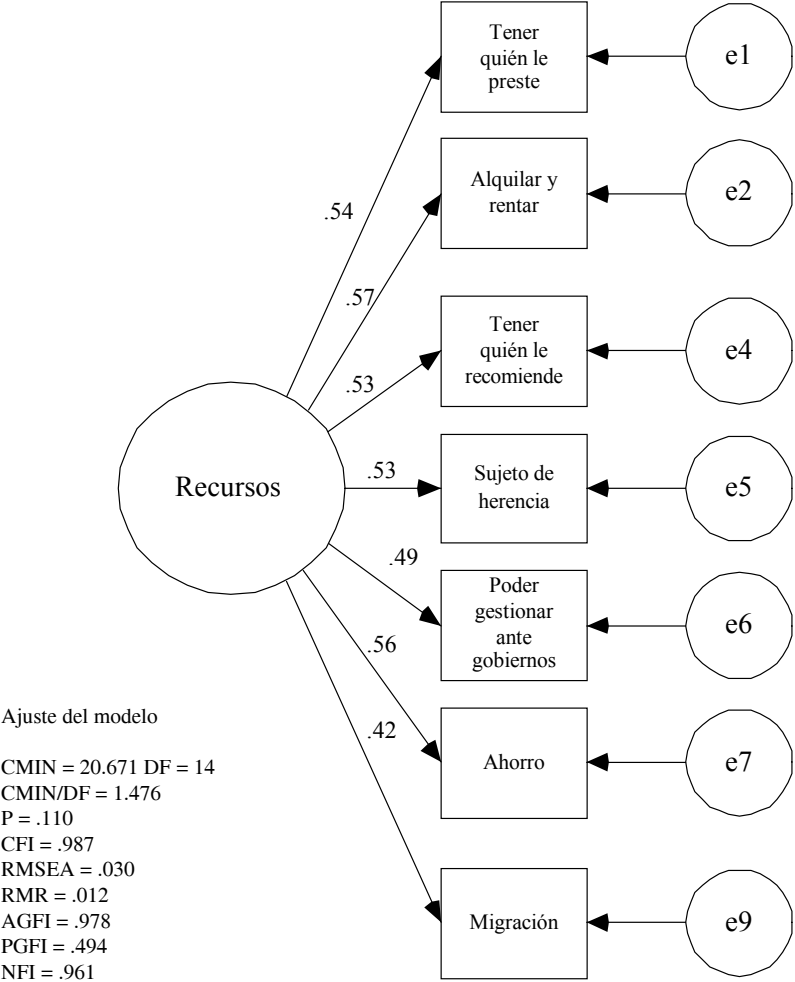 Tener
quién le
preste
e1
.54
Alquilar y
rentar
e2
.57
Tener
quién le
recomiende
e4
.53
Recursos
.53
Sujeto de
herencia
e5
.49
Poder
gestionar
ante
gobiernos
e6
.56
Ahorro
e7
.42
Migración
e9
Ajuste del modelo
CMIN = 20.671 DF = 14
CMIN/DF = 1.476
P = .110
CFI = .987
RMSEA = .030
RMR = .012
AGFI = .978
PGFI = .494
NFI = .961